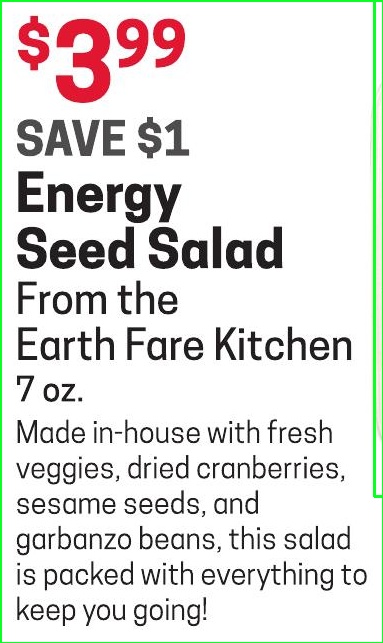 $3.99
SAVE $1
Energy
Seed Salad
From the
Earth Fare Kitchen
7 oz.
Made in-house with fresh
veggies, dried cranberries,
sesame seeds, and
garbanzo beans, this salad
is packed with everything to
keep you going!